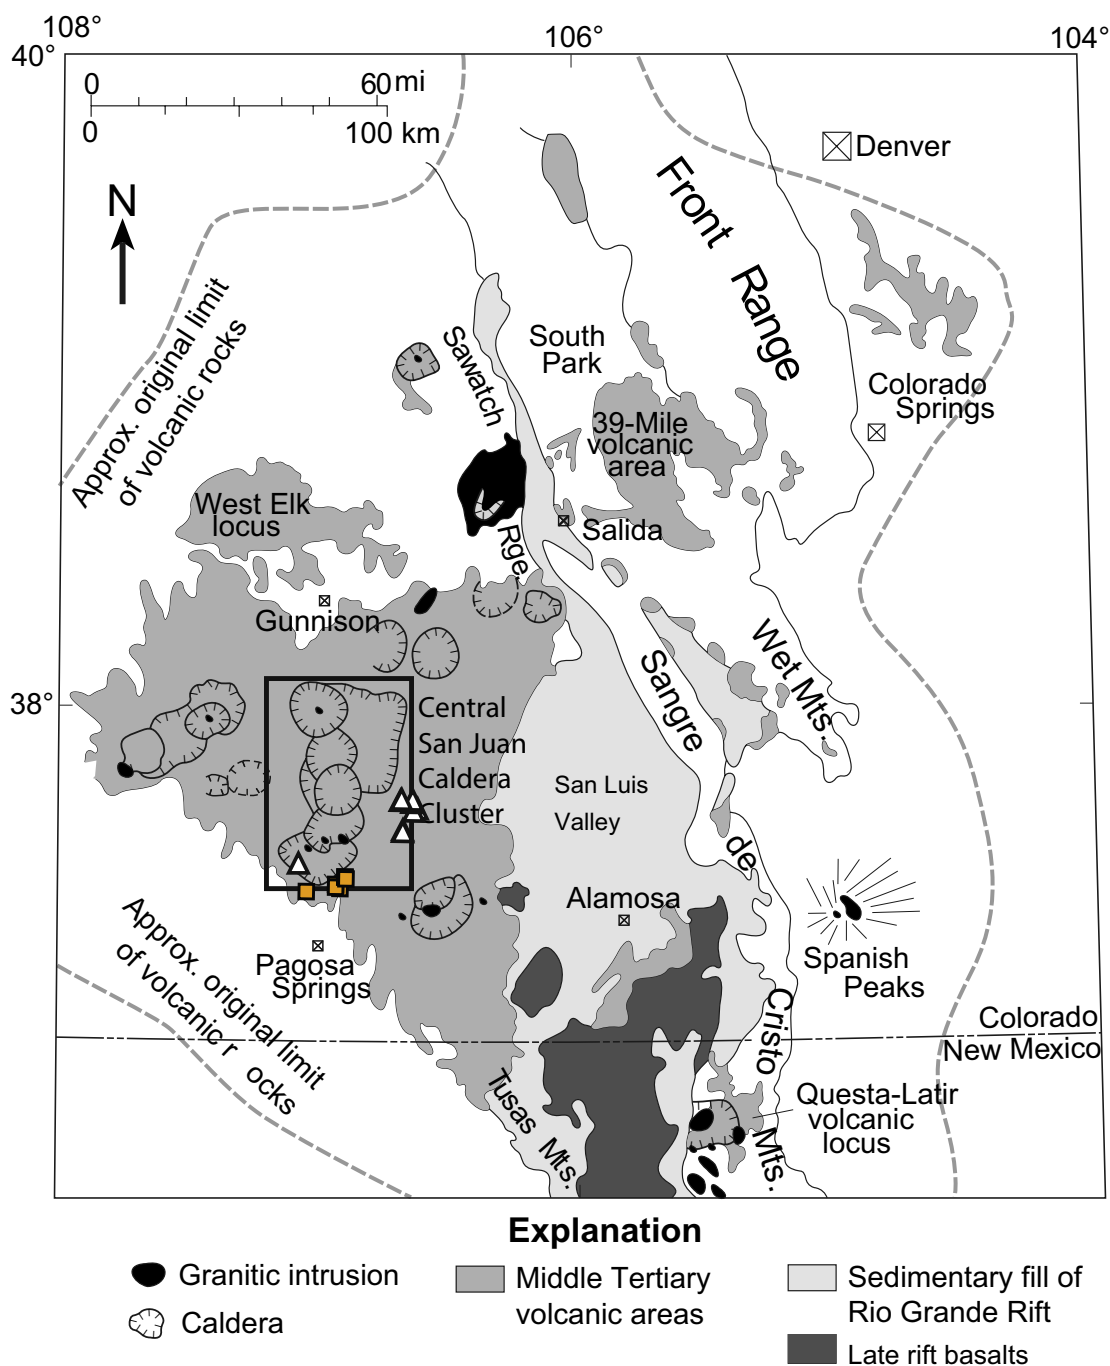 108°
106°
104°
40°
0 60 mi
0 100 km
Denver
N
Front Range
Approx. original limit
of volcanic rocks
Sawatch
Rge.
South
Park
Colorado
Springs
39-Mile
volcanic
area
West Elk
locus
Salida
Gunnison
Wet Mts.
38°
Central
San Juan
Caldera
Cluster
Sangre
de
Cristo
Mts.
San Luis
Valley
Alamosa
Spanish
Peaks
Pagosa
Springs
Approx. original limit
of volcanic r ocks
Colorado
New Mexico
Tusas Mts.
Questa-Latir
volcanic
locus
Explanation
Granitic intrusion
Caldera
Middle Tertiary
volcanic areas
Sedimentary fill of
Rio Grande Rift
Late rift basalts